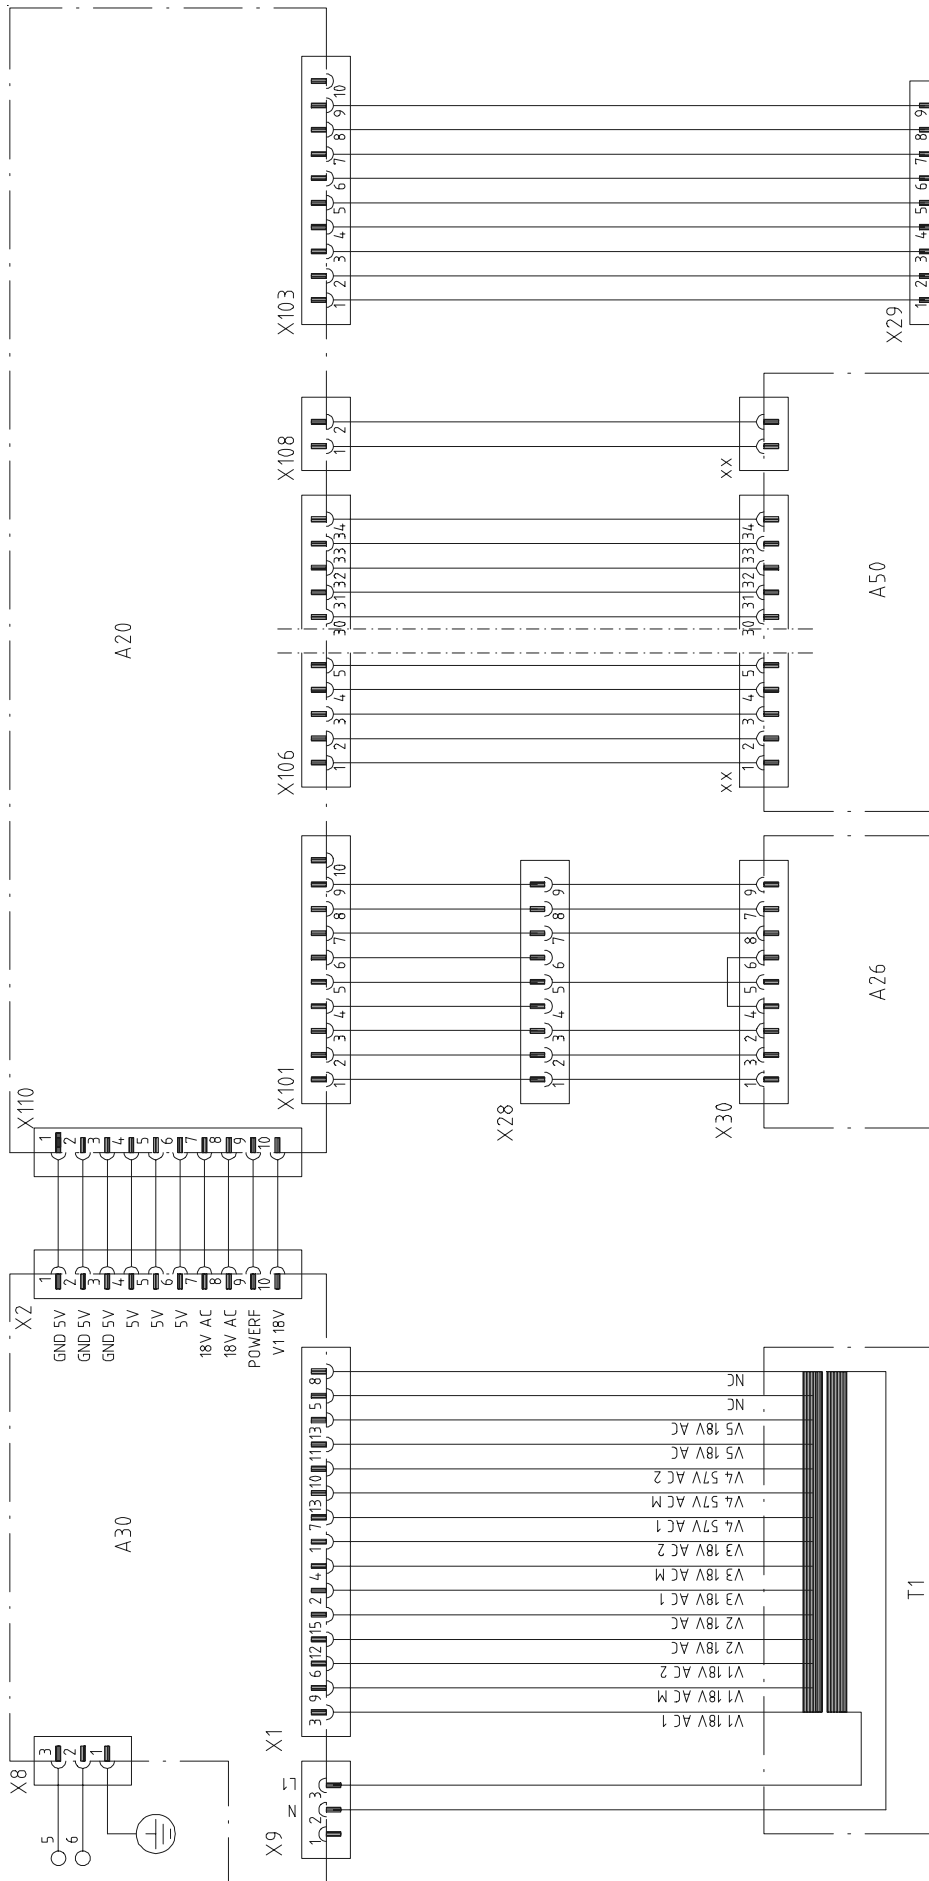 X103
1 2 3 4 5 6 7 8 9 10
X29
1 2 3 4 5 6 7 8 9
X108
1 2
XX
A20
X106
1 2 3 4 5 30 31 32 33 34
XX
1 2 3 4 5 30 31 32 33 34
A50
X101
1 2 3 4 5 6 7 8 9 10
X28
1 2 3 4 5 6 7 8 9
X30
1 3 2 4 5 6 8 7 9
A26
X110
1
2
3
4
5
6
7
8
9
10
X2
1
2
3
4
5
6
7
8
9
10
GND 5V
GND 5V
GND 5V
5V
5V
5V
18V AC
18V AC
POWERF
V1 18V
A30
X1
3 9 6 12 15 2 4 1 7 13 10 11 13 5 8
NC
NC
V5 18V AC
V5 18V AC
V4 57V AC 2
V4 57V AC M
V4 57V AC 1
V3 18V AC 2
V3 18V AC M
V3 18V AC 1
V2 18V AC
V2 18V AC
V1 18V AC 2
V1 18V AC M
V1 18V AC 1
T1
X8
3
2
1
5
6
X9
1 2 3
N
L1